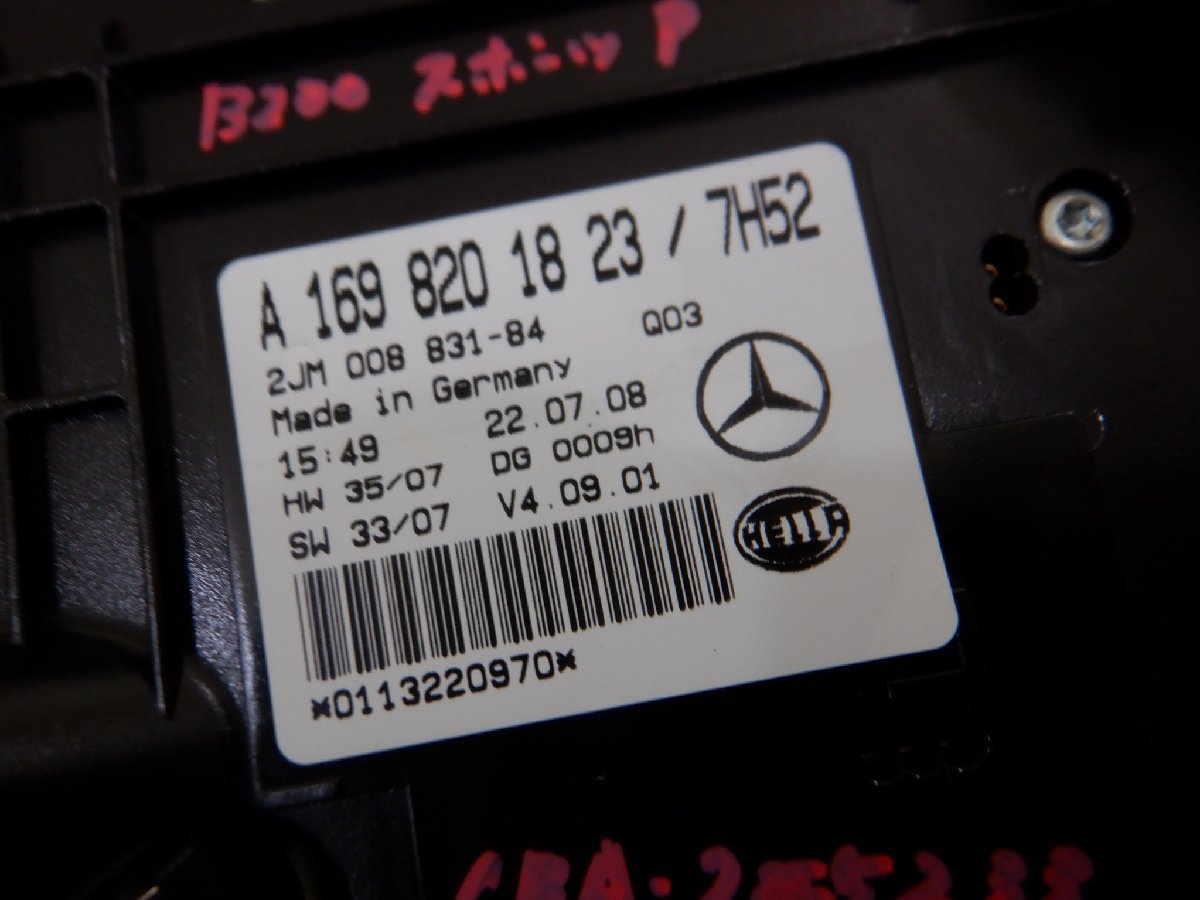 B200 スポーツ P
A 169 820 18 23 / 7H52
2JM 008 831-84 Q03
Made in Germany
15:49 22.07.08
HW 35/07 DG 0009h
SW 33/07 V4.09.01
HELLA
*0113220970*